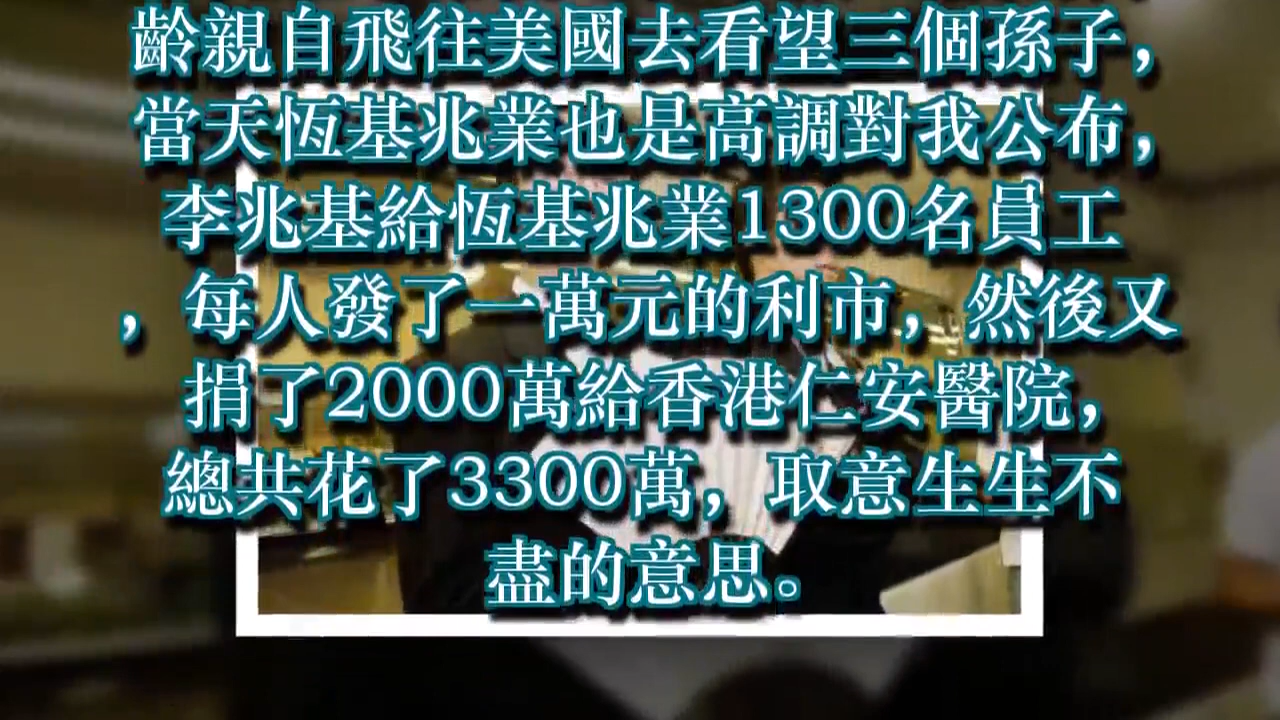 齡親自飛往美國去看望三個孫子，
當天恆基兆業也是高調對我公布，
李兆基給恆基兆業1300名員工
，每人發了一萬元的利市，然後又
捐了2000萬給香港仁安醫院，
總共花了3300萬，取意生生不
盡的意思。